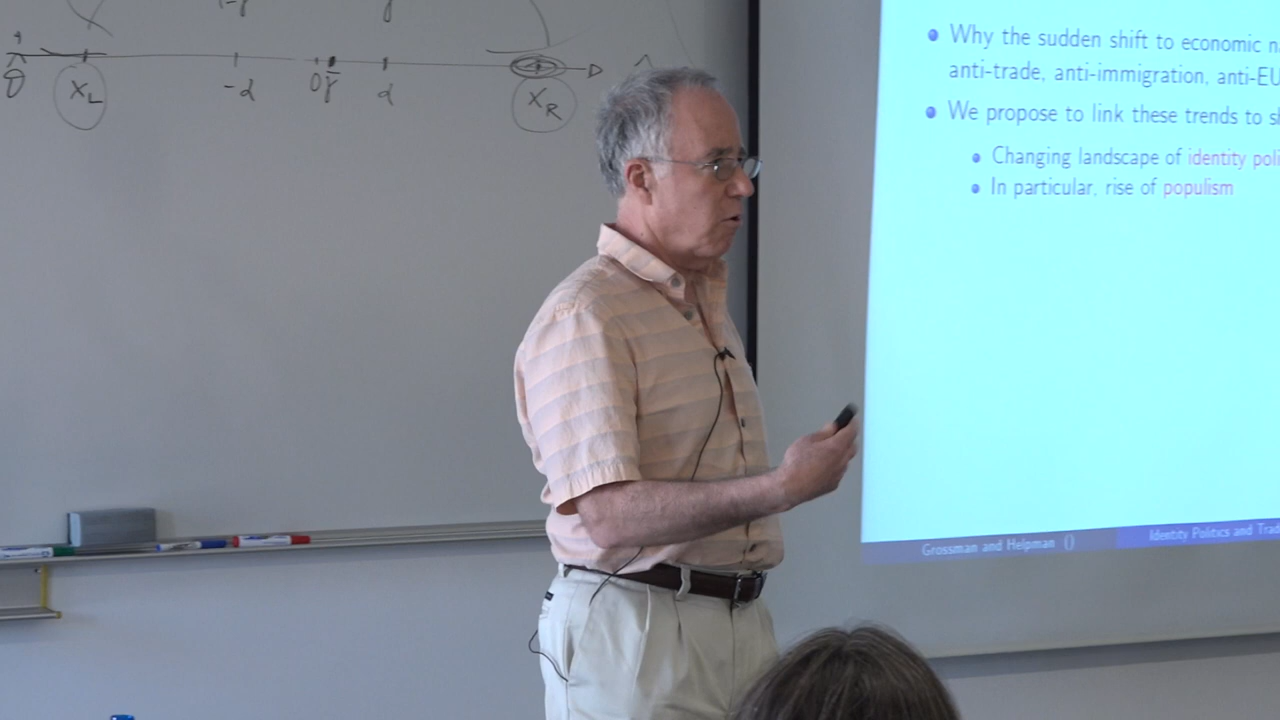 θ X_L -α 0 γ̄ α X_R
Why the sudden shift to economic n
anti-trade, anti-immigration, anti-EU
We propose to link these trends to s
Changing landscape of identity poli
In particular, rise of populism
Grossman and Helpman () Identity Politics and Trad